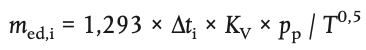 m_ed,i = 1,293 × Δt_i × K_V × p_p / T^0,5